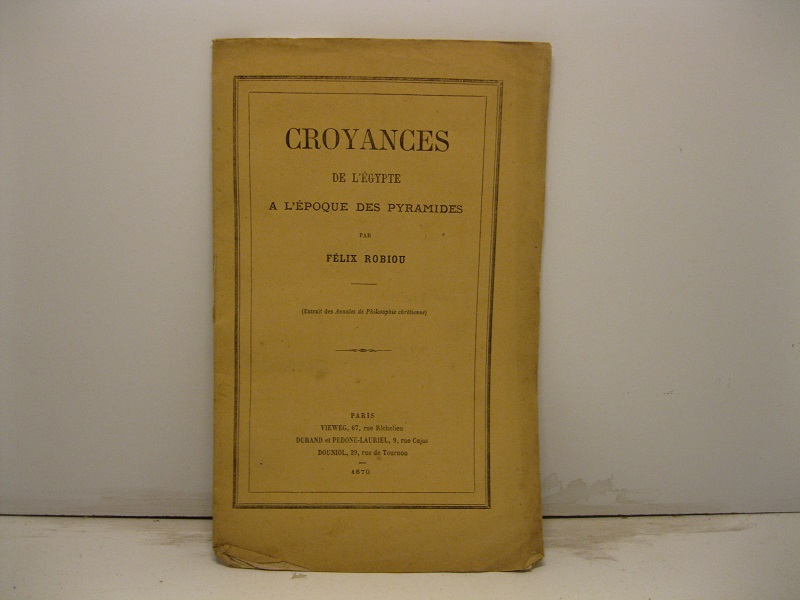 CROYANCES
DE L'ÉGYPTE
A L'ÉPOQUE DES PYRAMIDES
PAR
FÉLIX ROBIOU
(Extrait des Annales de Philosophie chrétienne)
PARIS
VIEWEG, 67, rue Richelieu
DURAND et PEDONE-LAURIEL, 9, rue Cujas
DOUNIOL, 29, rue de Tournon
1870